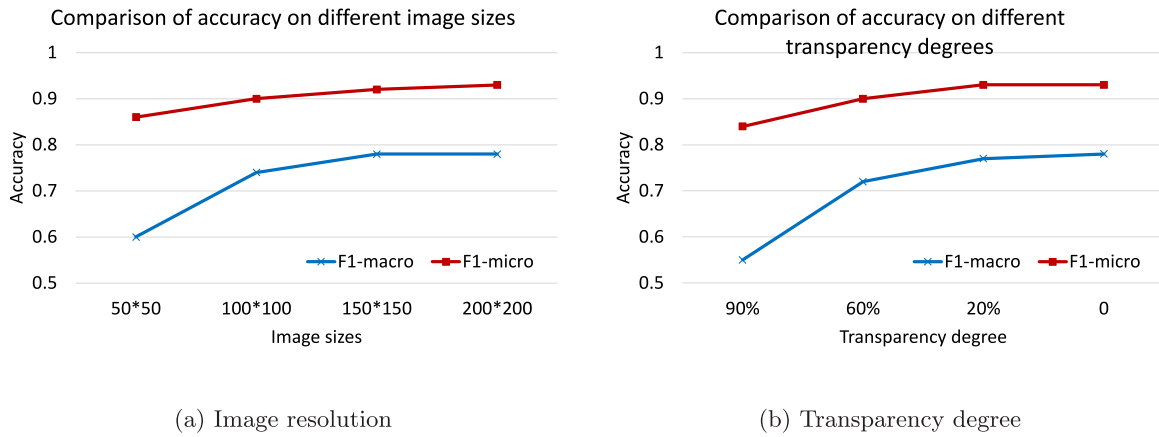 Comparison of accuracy on different image sizes
1
0.9
0.8
0.7
0.6
0.5
Accuracy
F1-macro F1-micro
50*50 100*100 150*150 200*200
Image sizes
(a) Image resolution
Comparison of accuracy on different
transparency degrees
1
0.9
0.8
0.7
0.6
0.5
Accuracy
F1-macro F1-micro
90% 60% 20% 0
Transparency degree
(b) Transparency degree